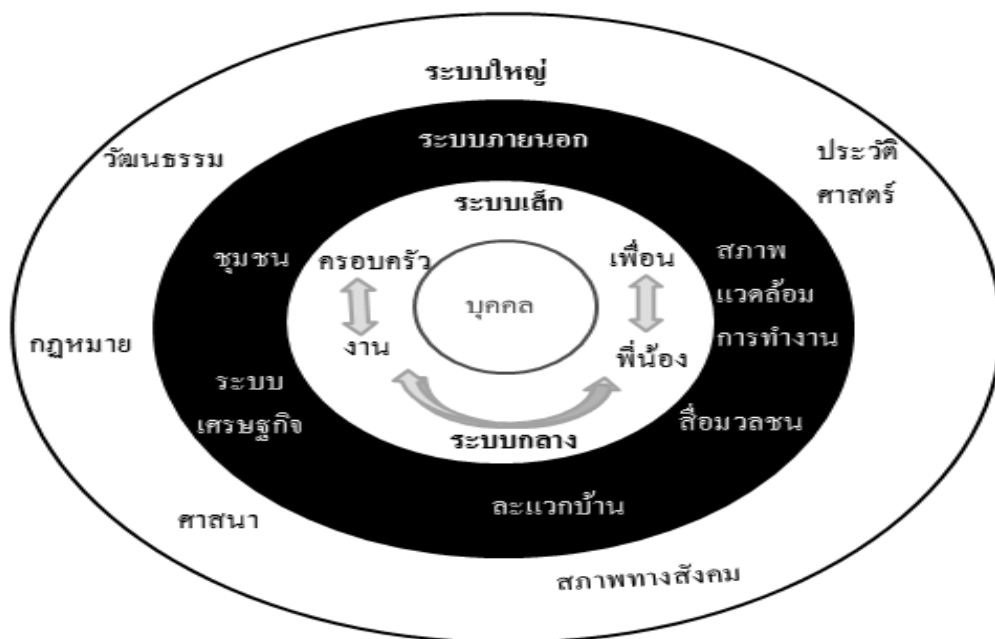 ระบบใหญ่
ระบบภายนอก
วัฒนธรรม
ประวัติ
ศาสตร์
ระบบเล็ก
ชุมชน
ครอบครัว
เพื่อน
สภาพ
แวดล้อม
การทำงาน
บุคคล
กฎหมาย
งาน
พี่น้อง
ระบบ
เศรษฐกิจ
สื่อมวลชน
ระบบกลาง
ละแวกบ้าน
ศาสนา
สภาพทางสังคม